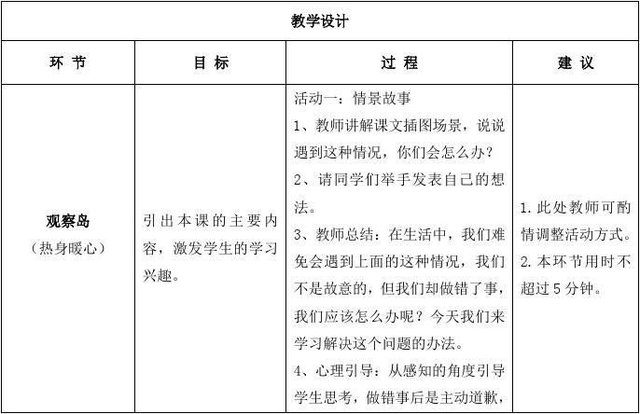 教学设计
环 节
目 标
过 程
建 议
观察岛
（热身暖心）
引出本课的主要内
容，激发学生的学习
兴趣。
活动一：情景故事
1、教师讲解课文插图场景，说说
遇到这种情况，你们会怎么办？
2、请同学们举手发表自己的想
法。
3、教师总结：在生活中，我们难
免会遇到上面的这种情况，我们
不是故意的，但我们却做错了事，
我们应该怎么办呢？今天我们来
学习解决这个问题的办法。
4、心理引导：从感知的角度引导
学生思考，做错事后是主动道歉，
1.此处教师可酌
情调整活动方式。
2.本环节用时不
超过 5 分钟。